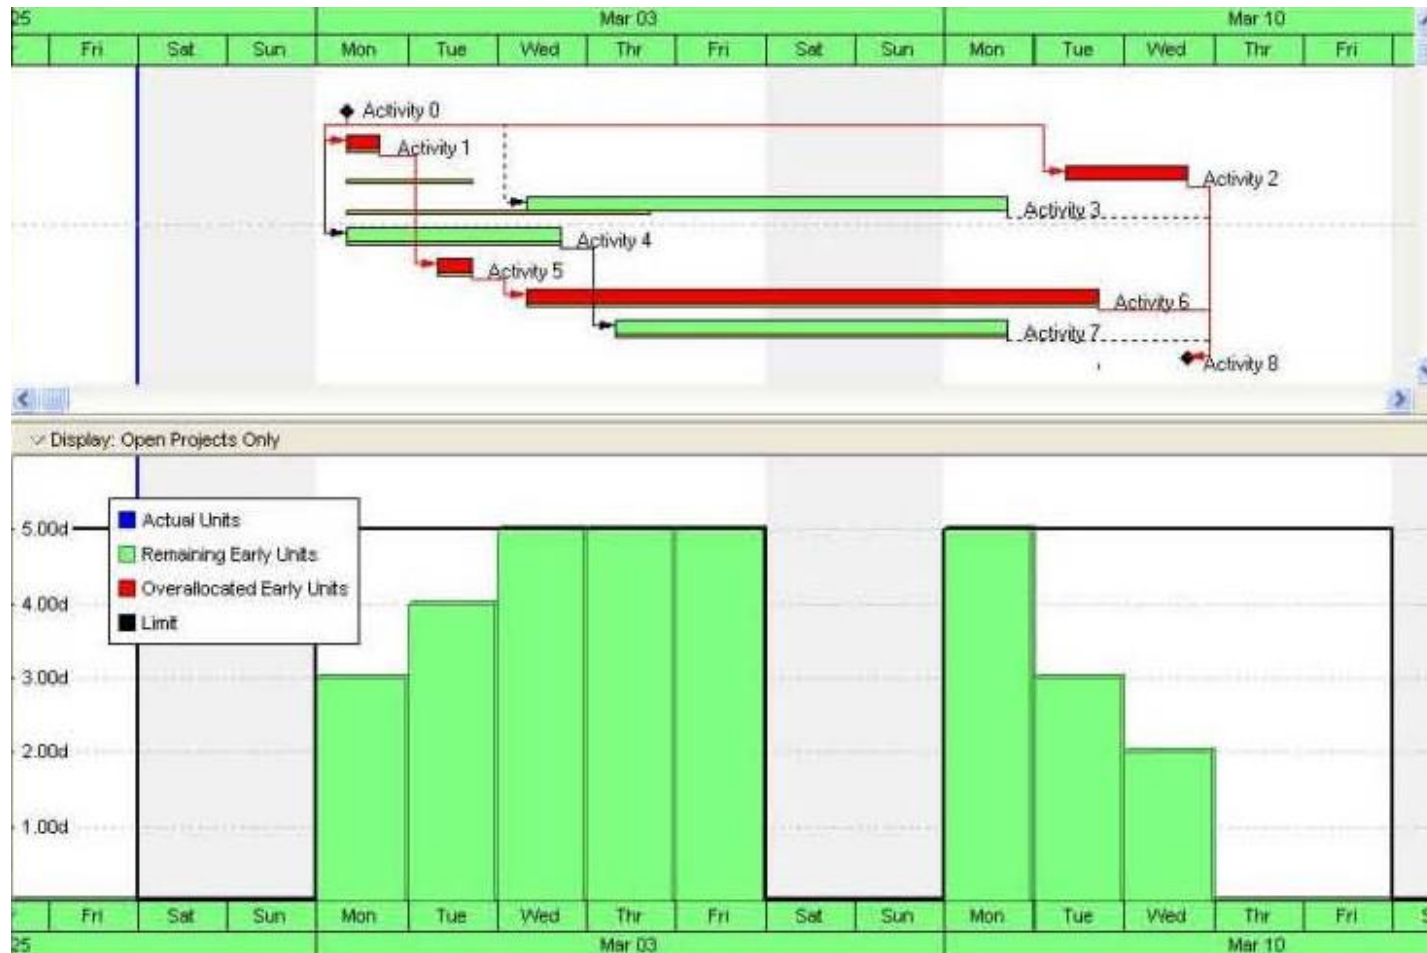 25 Mar 03 Mar 10
Fri Sat Sun Mon Tue Wed Thr Fri Sat Sun Mon Tue Wed Thr Fri
Activity 0
Activity 1
Activity 2
Activity 3
Activity 4
Activity 5
Activity 6
Activity 7
Activity 8
Display: Open Projects Only
Actual Units
5.00d
Remaining Early Units
Overallocated Early Units
4.00d
Limit
3.00d
2.00d
1.00d
Fri Sat Sun Mon Tue Wed Thr Fri Sat Sun Mon Tue Wed Thr Fri S
25 Mar 03 Mar 10